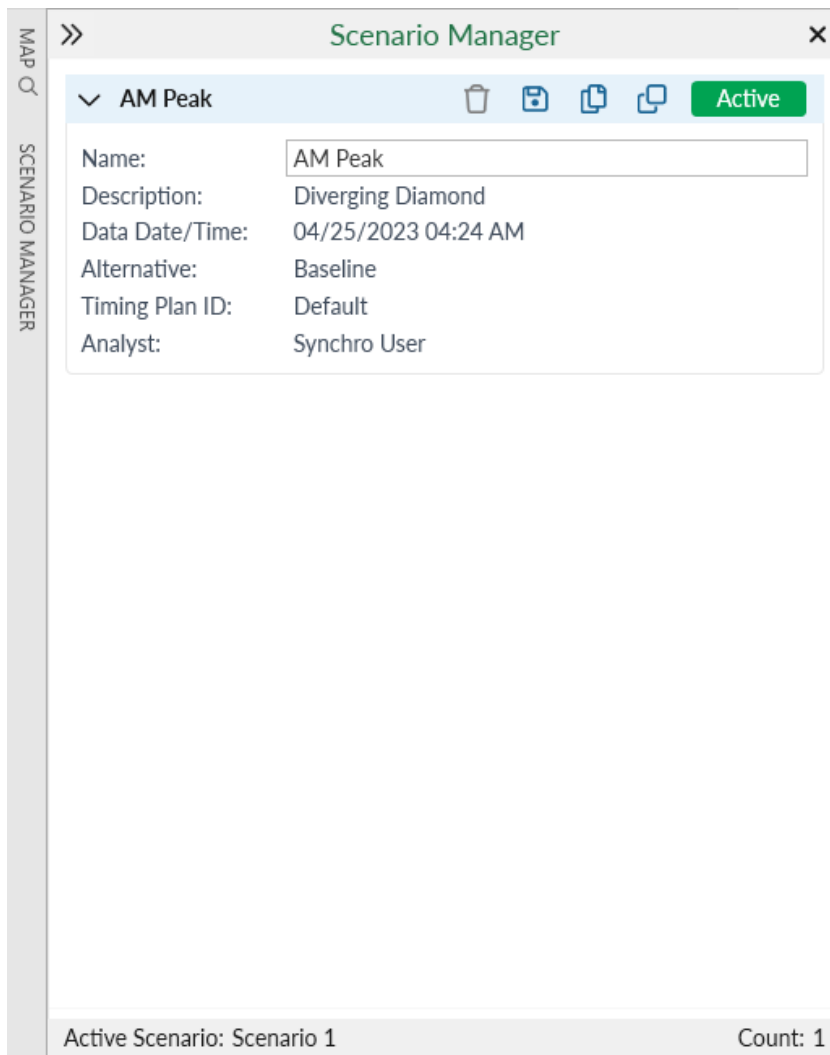 MAP
SCENARIO MANAGER
Scenario Manager
AM Peak
Active
Name: AM Peak
Description: Diverging Diamond
Data Date/Time: 04/25/2023 04:24 AM
Alternative: Baseline
Timing Plan ID: Default
Analyst: Synchro User
Active Scenario: Scenario 1 Count: 1